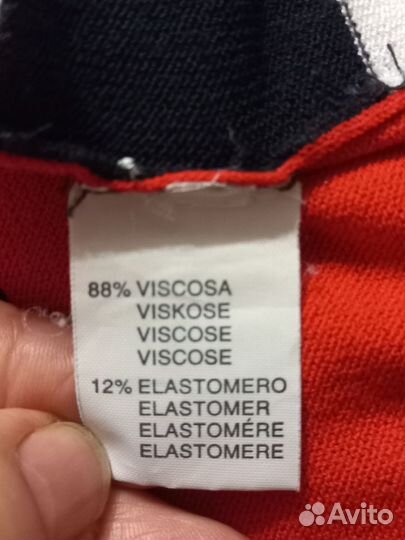 88% VISCOSA
VISKOSE
VISCOSE
VISCOSE
12% ELASTOMERO
ELASTOMER
ELASTOMÉRE
ELASTOMERE
Avito